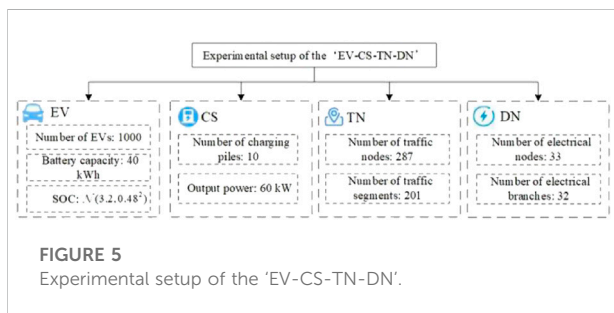 Experimental setup of the 'EV-CS-TN-DN'
EV
Number of EVs: 1000
Battery capacity: 40
kWh
SOC: N(3.2,0.48²)
CS
Number of charging
piles: 10
Output power: 60 kW
TN
Number of traffic
nodes: 287
Number of traffic
segments: 201
DN
Number of electrical
nodes: 33
Number of electrical
branches: 32
FIGURE 5
Experimental setup of the 'EV-CS-TN-DN'.